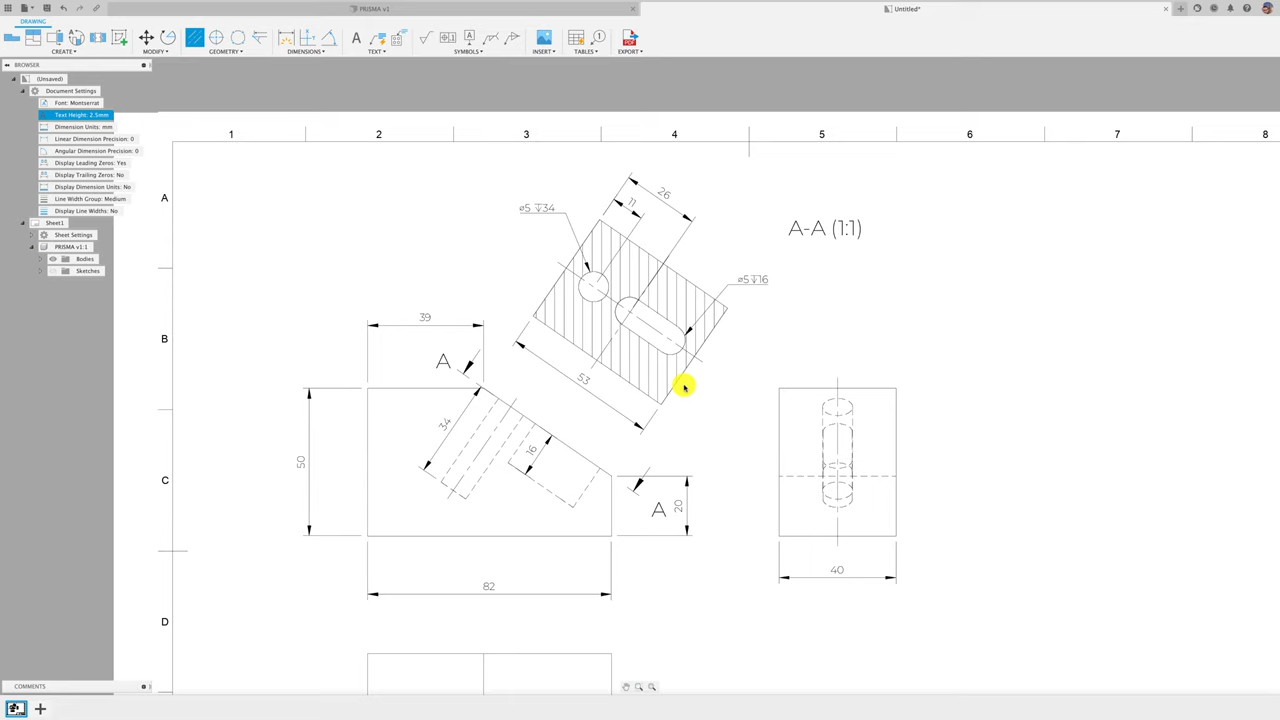 PRISMA v1
Untitled*
DRAWING
CREATE
MODIFY
GEOMETRY
DIMENSIONS
TEXT
SYMBOLS
INSERT
TABLES
EXPORT
BROWSER
(Unsaved)
Document Settings
Font: Montserrat
Text Height: 2.5mm
Dimension Units: mm
Linear Dimension Precision: 0
Angular Dimension Precision: 0
Display Leading Zeros: Yes
Display Trailing Zeros: No
Display Dimension Units: No
Line Width Group: Medium
Display Line Widths: No
Sheet1
Sheet Settings
PRISMA v1:1
Bodies
Sketches
1 2 3 4 5 6 7 8
A
B
C
D
26
11
ø5 ↧34
A-A (1:1)
ø5↧16
39
A
53
34
16
50
A
20
82
40
COMMENTS